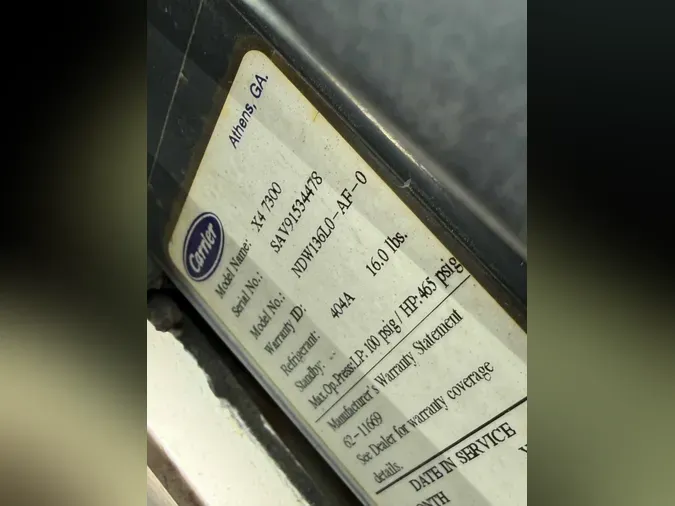 Athens, GA.
Carrier
Model Name: X4 7300
Serial No.: SAV91534478
Model No.: NDW136L0-AF-0
Warranty ID:
Refrigerant: 404A 16.0 lbs.
Standby:
Max.Op.Press:LP: 100 psig / HP: 465 psig
Manufacturer's Warranty Statement
62-11669
See Dealer for warranty coverage
details.
DATE IN SERVICE